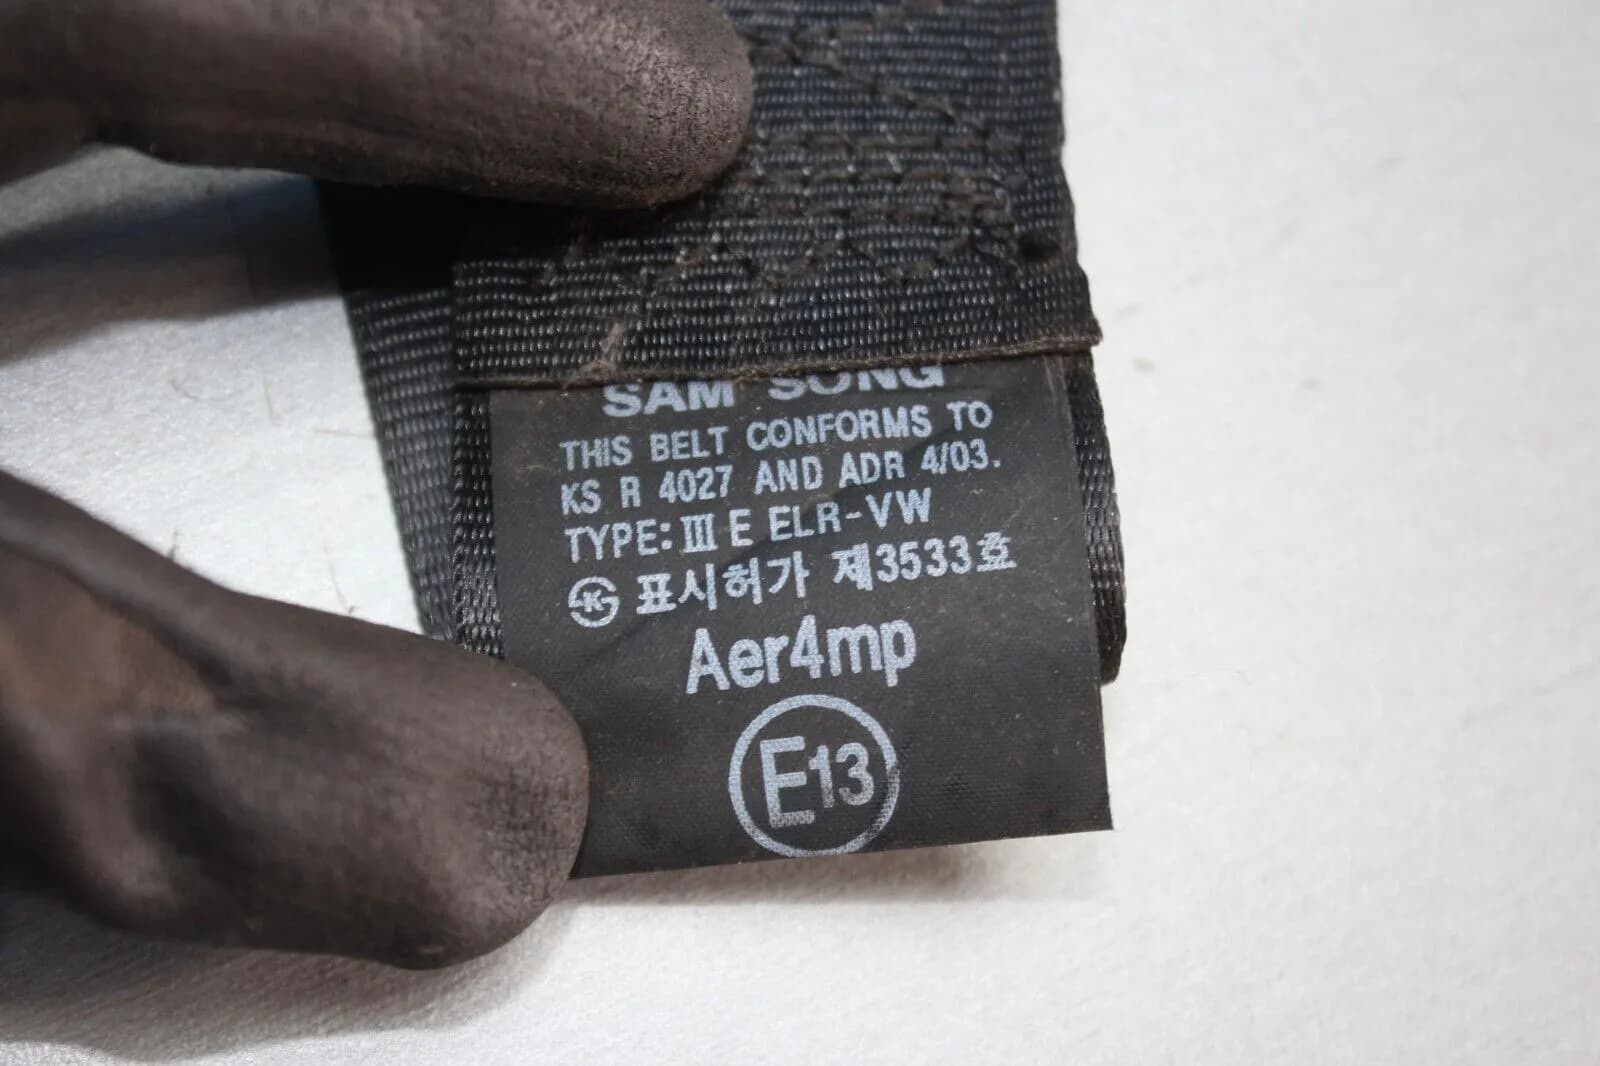 SAM SONG
THIS BELT CONFORMS TO
KS R 4027 AND ADR 4/03.
TYPE: Ⅲ E ELR-VW
표시허가 제3533호
Aer4mp
E13